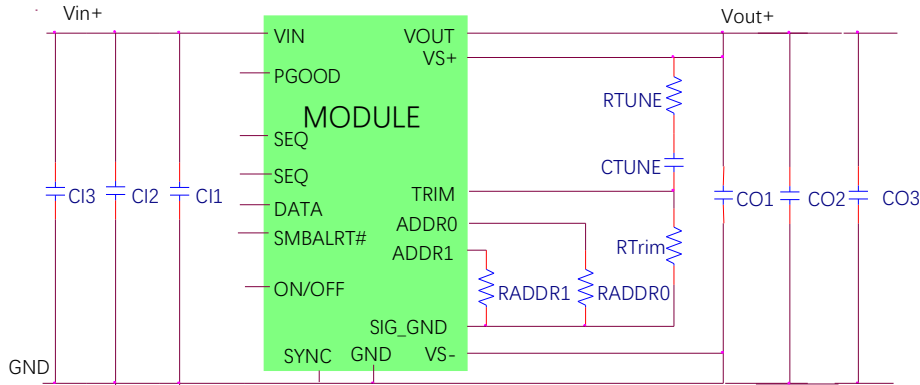 Vin+
Vout+
VIN
VOUT
VS+
PGOOD
RTUNE
MODULE
SEQ
CTUNE
SEQ
TRIM
CI3
CI2
CI1
CO1
CO2
CO3
DATA
ADDR0
SMBALRT#
ADDR1
RTrim
ON/OFF
RADDR1
RADDR0
SIG_GND
SYNC
GND
VS-
GND